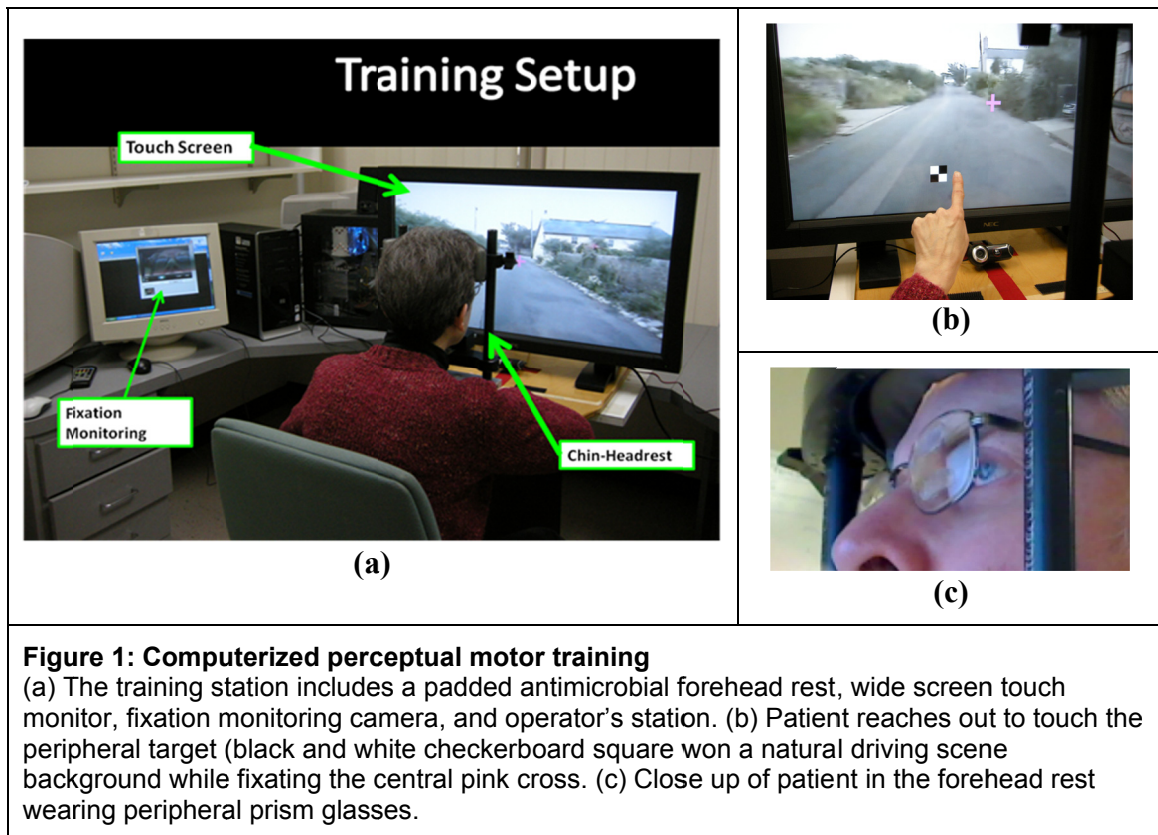 Training Setup
Touch Screen
Fixation
Monitoring
Chin-Headrest
(a)
NEC
(b)
(c)
Figure 1: Computerized perceptual motor training
(a) The training station includes a padded antimicrobial forehead rest, wide screen touch
monitor, fixation monitoring camera, and operator’s station. (b) Patient reaches out to touch the
peripheral target (black and white checkerboard square won a natural driving scene
background while fixating the central pink cross. (c) Close up of patient in the forehead rest
wearing peripheral prism glasses.